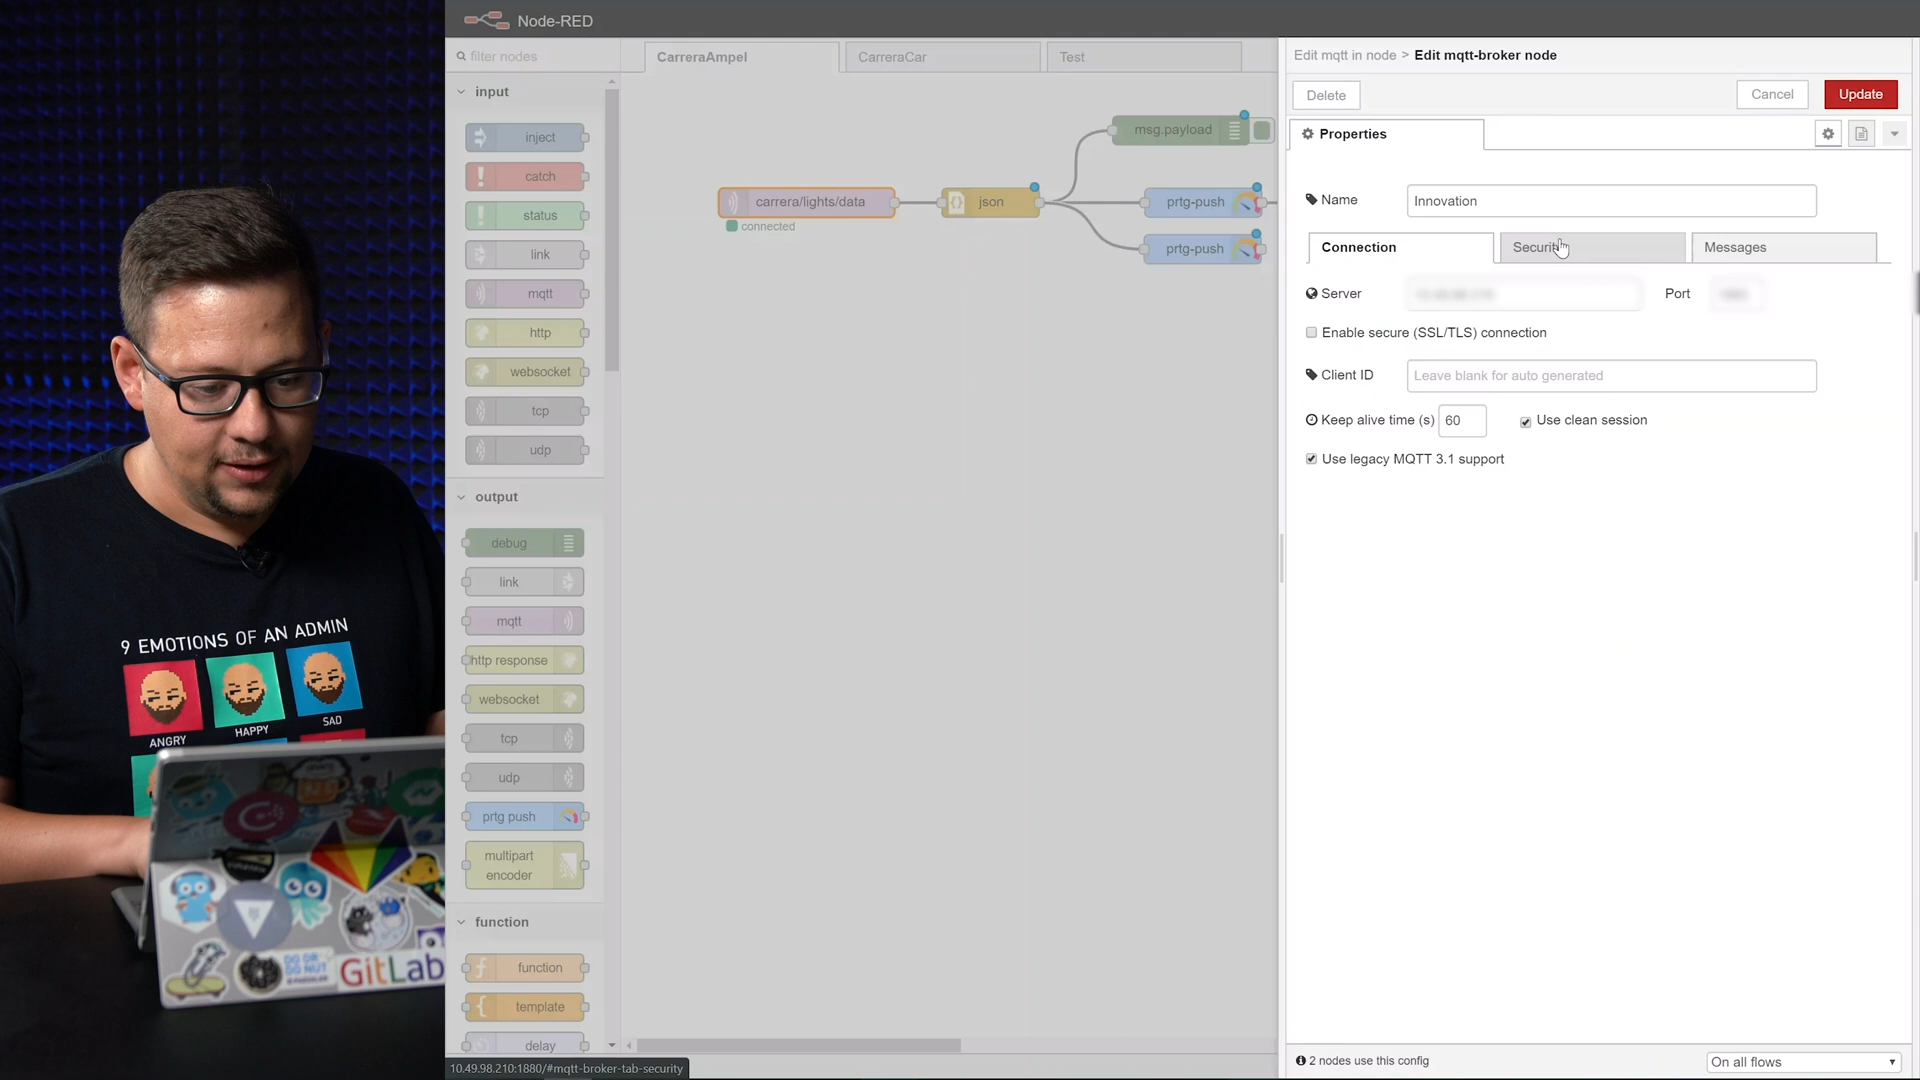 Node-RED
filter nodes
CarreraAmpel
CarreraCar
Test
input
inject
catch
status
link
mqtt
http
websocket
tcp
udp
output
debug
link
mqtt
http response
websocket
tcp
udp
prtg push
multipart
encoder
function
function
template
delay
carrera/lights/data
connected
json
msg.payload
prtg-push
prtg-push
10.49.98.210:1880/#mqtt-broker-tab-security
Edit mqtt in node > Edit mqtt-broker node
Delete
Cancel
Update
Properties
Name
Innovation
Connection
Security
Messages
Server
Port
Enable secure (SSL/TLS) connection
Client ID
Leave blank for auto generated
Keep alive time (s)
60
Use clean session
Use legacy MQTT 3.1 support
2 nodes use this config
On all flows
9 EMOTIONS OF AN ADMIN
ANGRY
HAPPY
SAD
GitLab